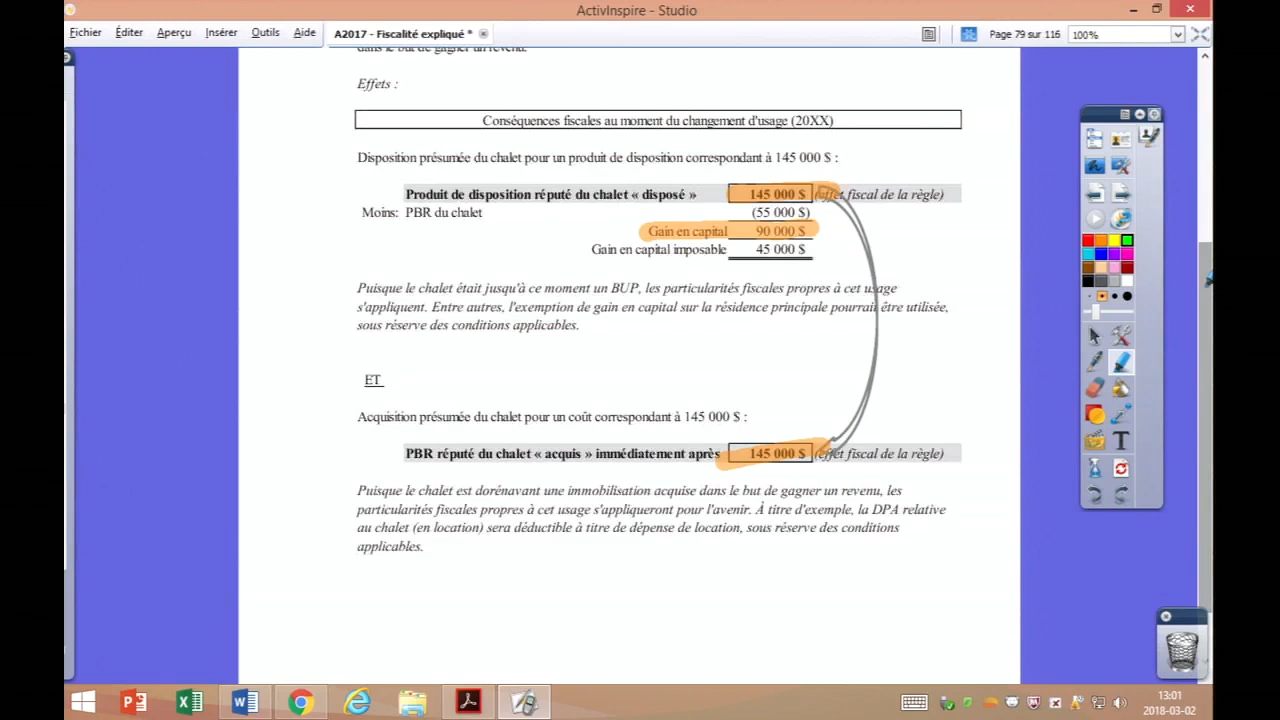 ActivInspire - Studio
Fichier Éditer Aperçu Insérer Outils Aide A2017 - Fiscalité expliqué * Page 79 sur 116 100%
dans le but de gagner un revenu.
Effets :
Conséquences fiscales au moment du changement d'usage (20XX)
Disposition présumée du chalet pour un produit de disposition correspondant à 145 000 $ :
Produit de disposition réputé du chalet « disposé » 145 000 $ (effet fiscal de la règle)
Moins: PBR du chalet (55 000 $)
Gain en capital 90 000 $
Gain en capital imposable 45 000 $
Puisque le chalet était jusqu'à ce moment un BUP, les particularités fiscales propres à cet usage
s'appliquent. Entre autres, l'exemption de gain en capital sur la résidence principale pourrait être utilisée,
sous réserve des conditions applicables.
ET
Acquisition présumée du chalet pour un coût correspondant à 145 000 $ :
PBR réputé du chalet « acquis » immédiatement après 145 000 $ (effet fiscal de la règle)
Puisque le chalet est dorénavant une immobilisation acquise dans le but de gagner un revenu, les
particularités fiscales propres à cet usage s'appliqueront pour l'avenir. À titre d'exemple, la DPA relative
au chalet (en location) sera déductible à titre de dépense de location, sous réserve des conditions
applicables.
13:01
2018-03-02